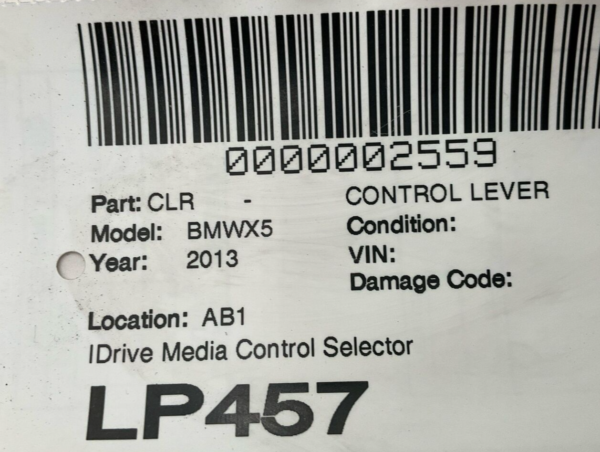 0000002559
Part: CLR - CONTROL LEVER
Model: BMWX5 Condition:
Year: 2013 VIN:
Damage Code:
Location: AB1
IDrive Media Control Selector
LP457